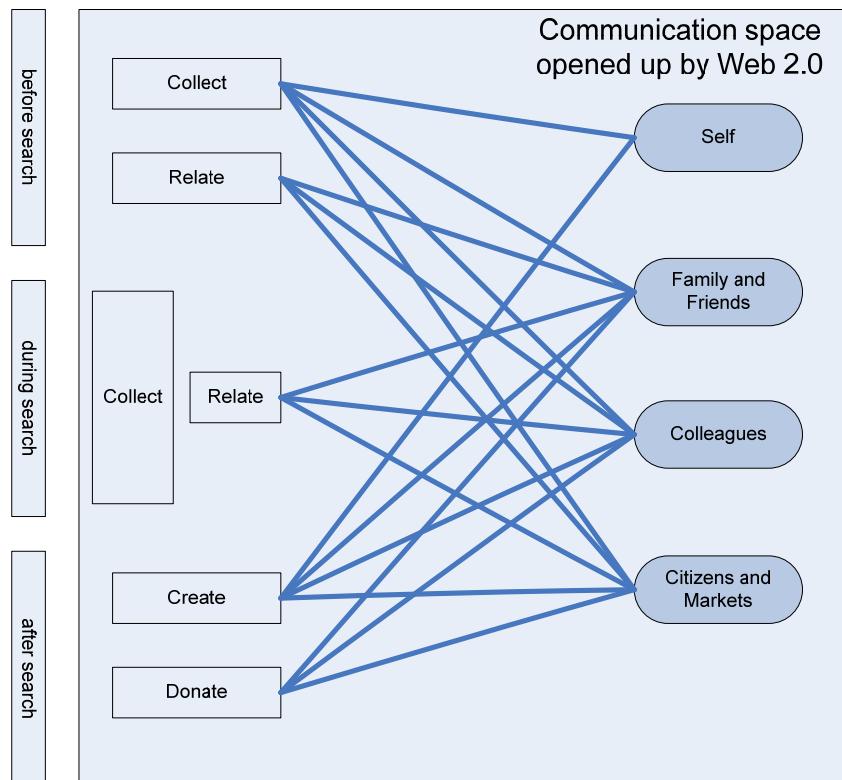 Communication space
opened up by Web 2.0
before search
Collect
Relate
during search
Collect
Relate
after search
Create
Donate
Self
Family and
Friends
Colleagues
Citizens and
Markets